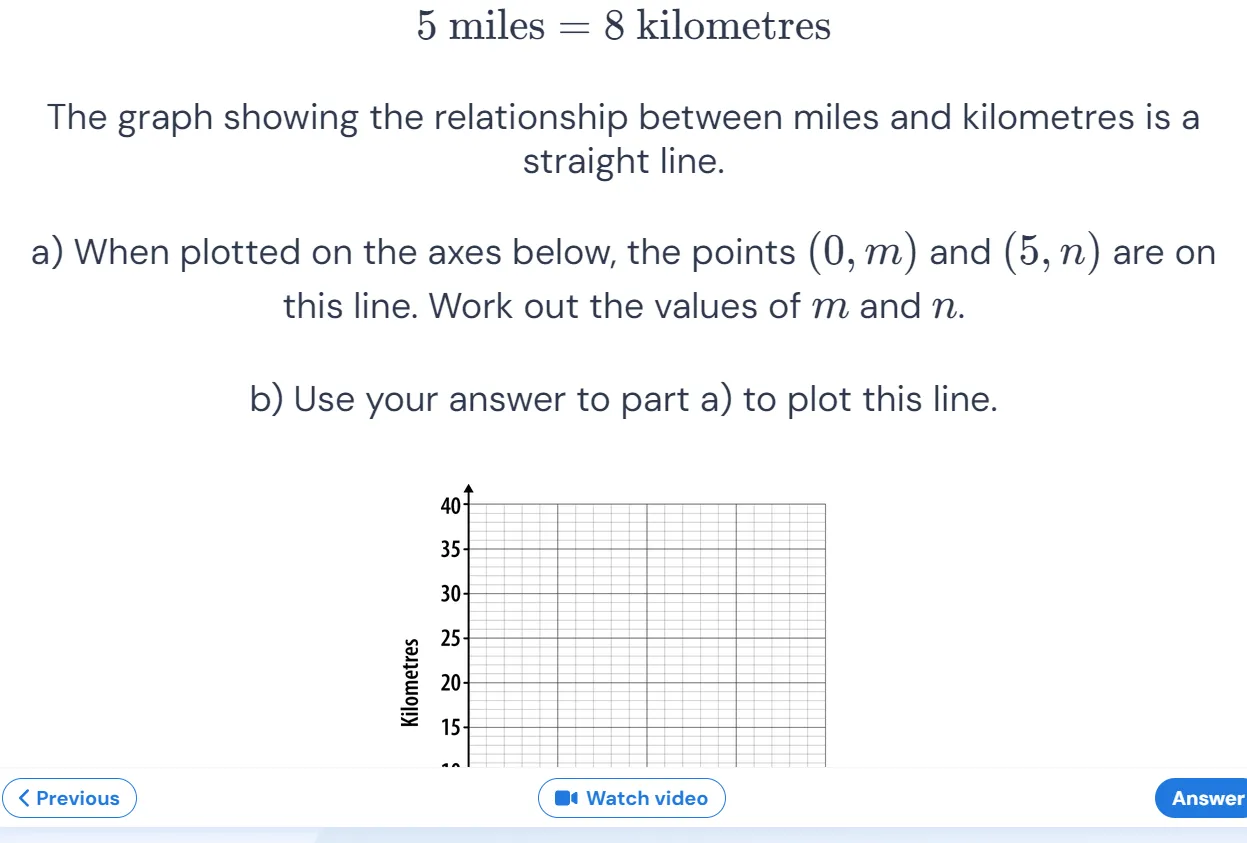 5 miles = 8 kilometres
The graph showing the relationship between miles and kilometres is a
straight line.
a) When plotted on the axes below, the points (0, m) and (5, n) are on
this line. Work out the values of m and n.
b) Use your answer to part a) to plot this line.
40
35
30
25
20
15
10
Kilometres
Previous
Watch video
Answer